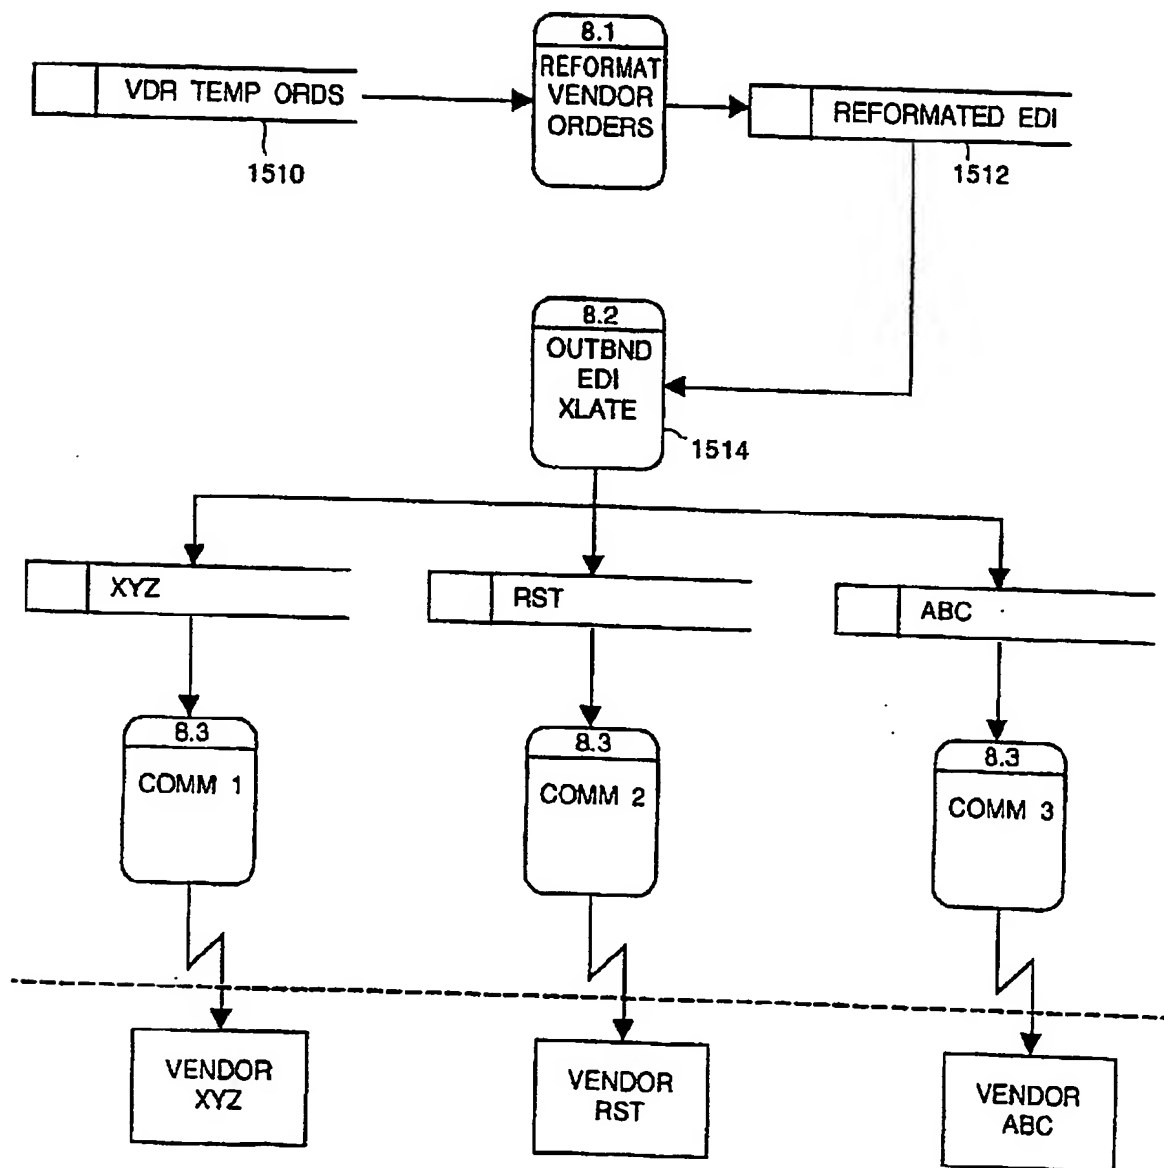 8.1
REFORMAT
VENDOR
ORDERS
VDR TEMP ORDS
REFORMATED EDI
1510
1512
8.2
OUTBND
EDI
XLATE
1514
XYZ
RST
ABC
8.3
COMM 1
8.3
COMM 2
8.3
COMM 3
VENDOR
XYZ
VENDOR
RST
VENDOR
ABC